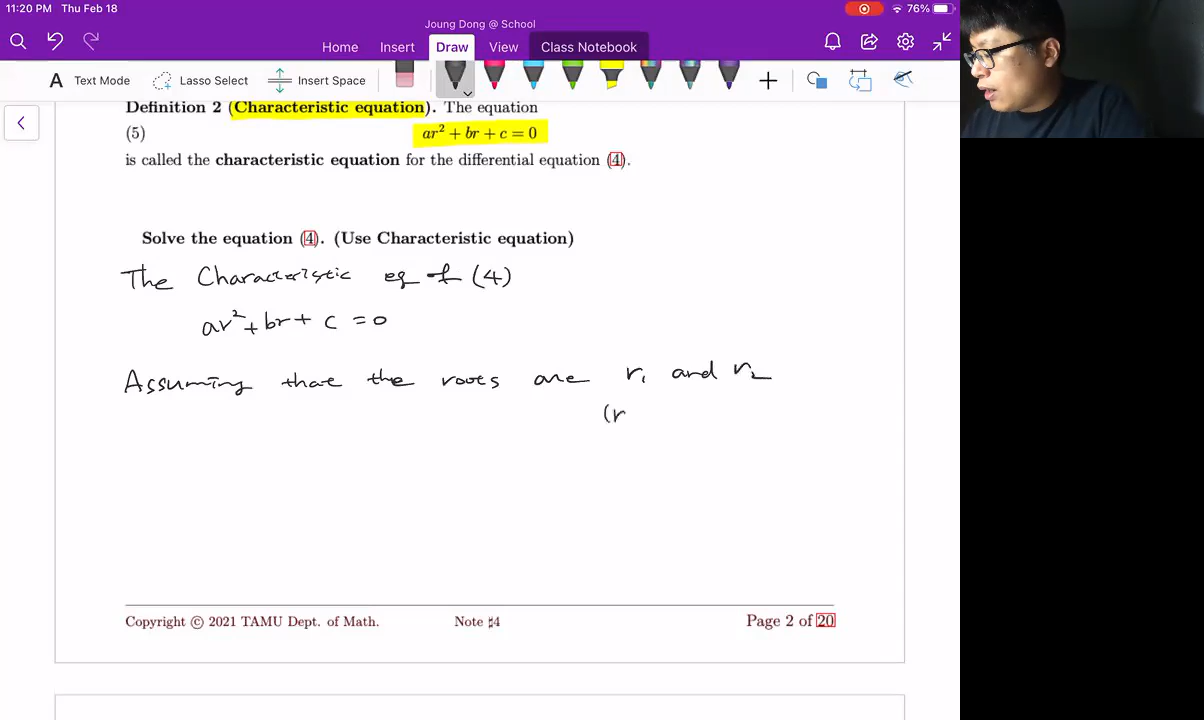 11:20 PM Thu Feb 18
76%
Joung Dong @ School
Home Insert Draw View Class Notebook
A Text Mode Lasso Select Insert Space
Definition 2 (Characteristic equation). The equation
(5) ar² + br + c = 0
is called the characteristic equation for the differential equation (4).
Solve the equation (4). (Use Characteristic equation)
The Characteristic eq of (4)
ar² + br + c = 0
Assuming that the roots are r₁ and r₂
(r
Copyright © 2021 TAMU Dept. of Math. Note ♯4 Page 2 of 20